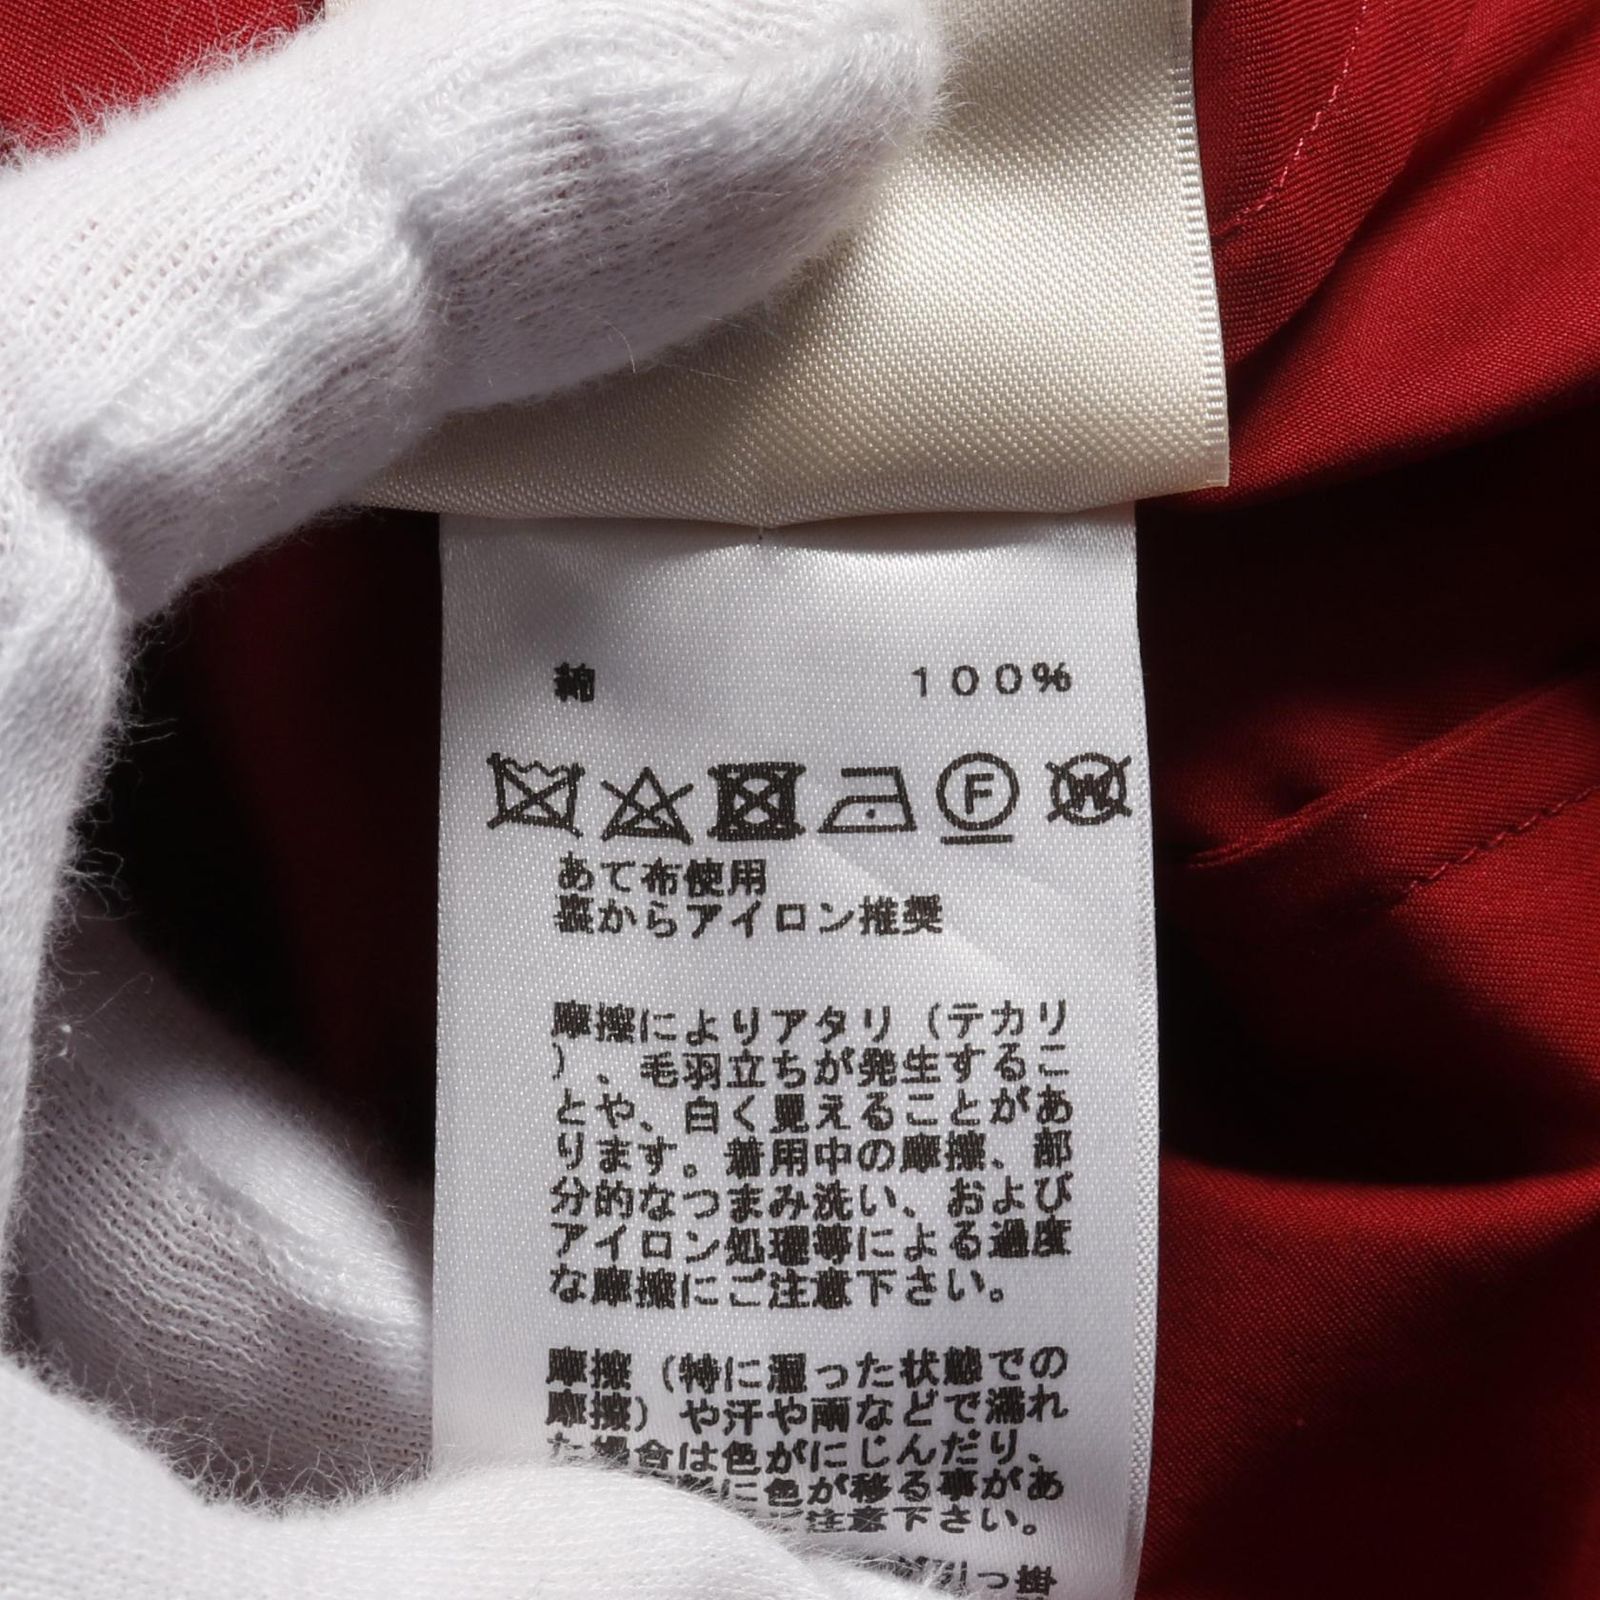 綿 100%
F W
あて布使用
裏からアイロン推奨
摩擦によりアタリ（テカリ
）、毛羽立ちが発生するこ
とや、白く見えることがあ
ります。着用中の摩擦、部
分的なつまみ洗い、および
アイロン処理等による過度
な摩擦にご注意下さい。
摩擦（特に湿った状態での
摩擦）や汗や雨などで濡れ
た場合は色がにじんだり、
に色が移る事があ
ご注意下さい。
引っ掛